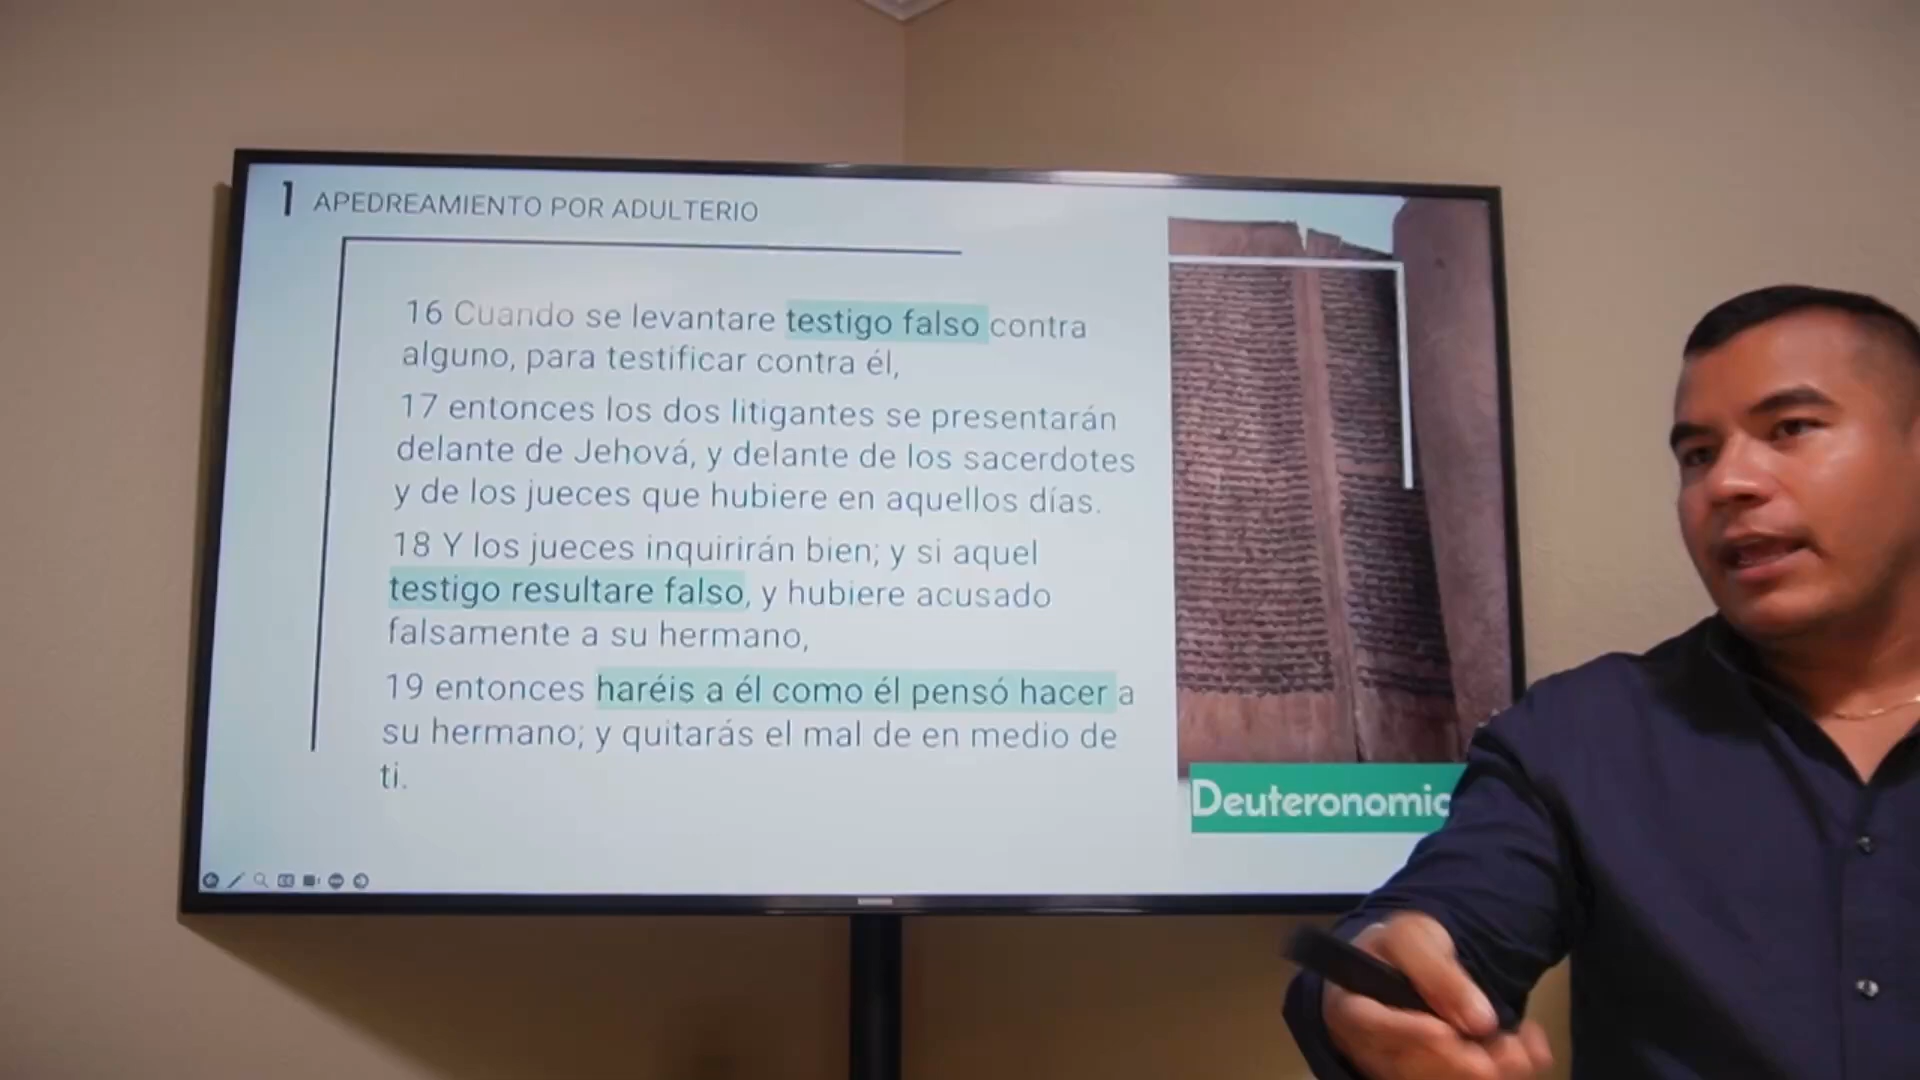 1 APEDREAMIENTO POR ADULTERIO
16 Cuando se levantare testigo falso contra
alguno, para testificar contra él,
17 entonces los dos litigantes se presentarán
delante de Jehová, y delante de los sacerdotes
y de los jueces que hubiere en aquellos días.
18 Y los jueces inquirirán bien; y si aquel
testigo resultare falso, y hubiere acusado
falsamente a su hermano,
19 entonces haréis a él como él pensó hacer a
su hermano; y quitarás el mal de en medio de
ti.
Deuteronomic